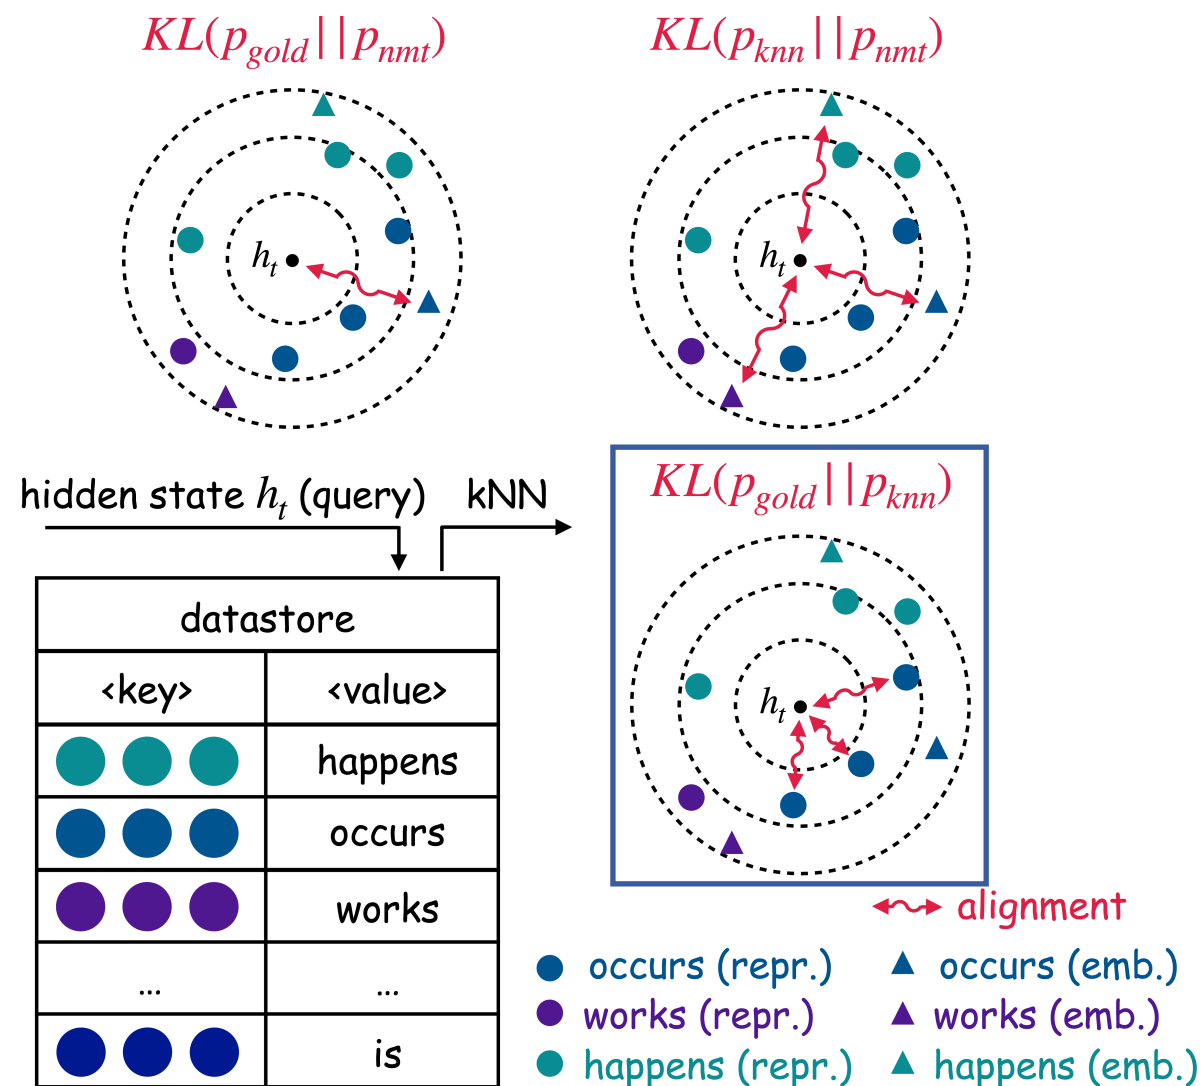 KL(p_gold||p_nmt)
KL(p_knn||p_nmt)
h_t
h_t
hidden state h_t (query)
kNN
KL(p_gold||p_knn)
h_t
datastore
<key> <value>
happens
occurs
works
... ...
is
alignment
occurs (repr.)
occurs (emb.)
works (repr.)
works (emb.)
happens (repr.)
happens (emb.)